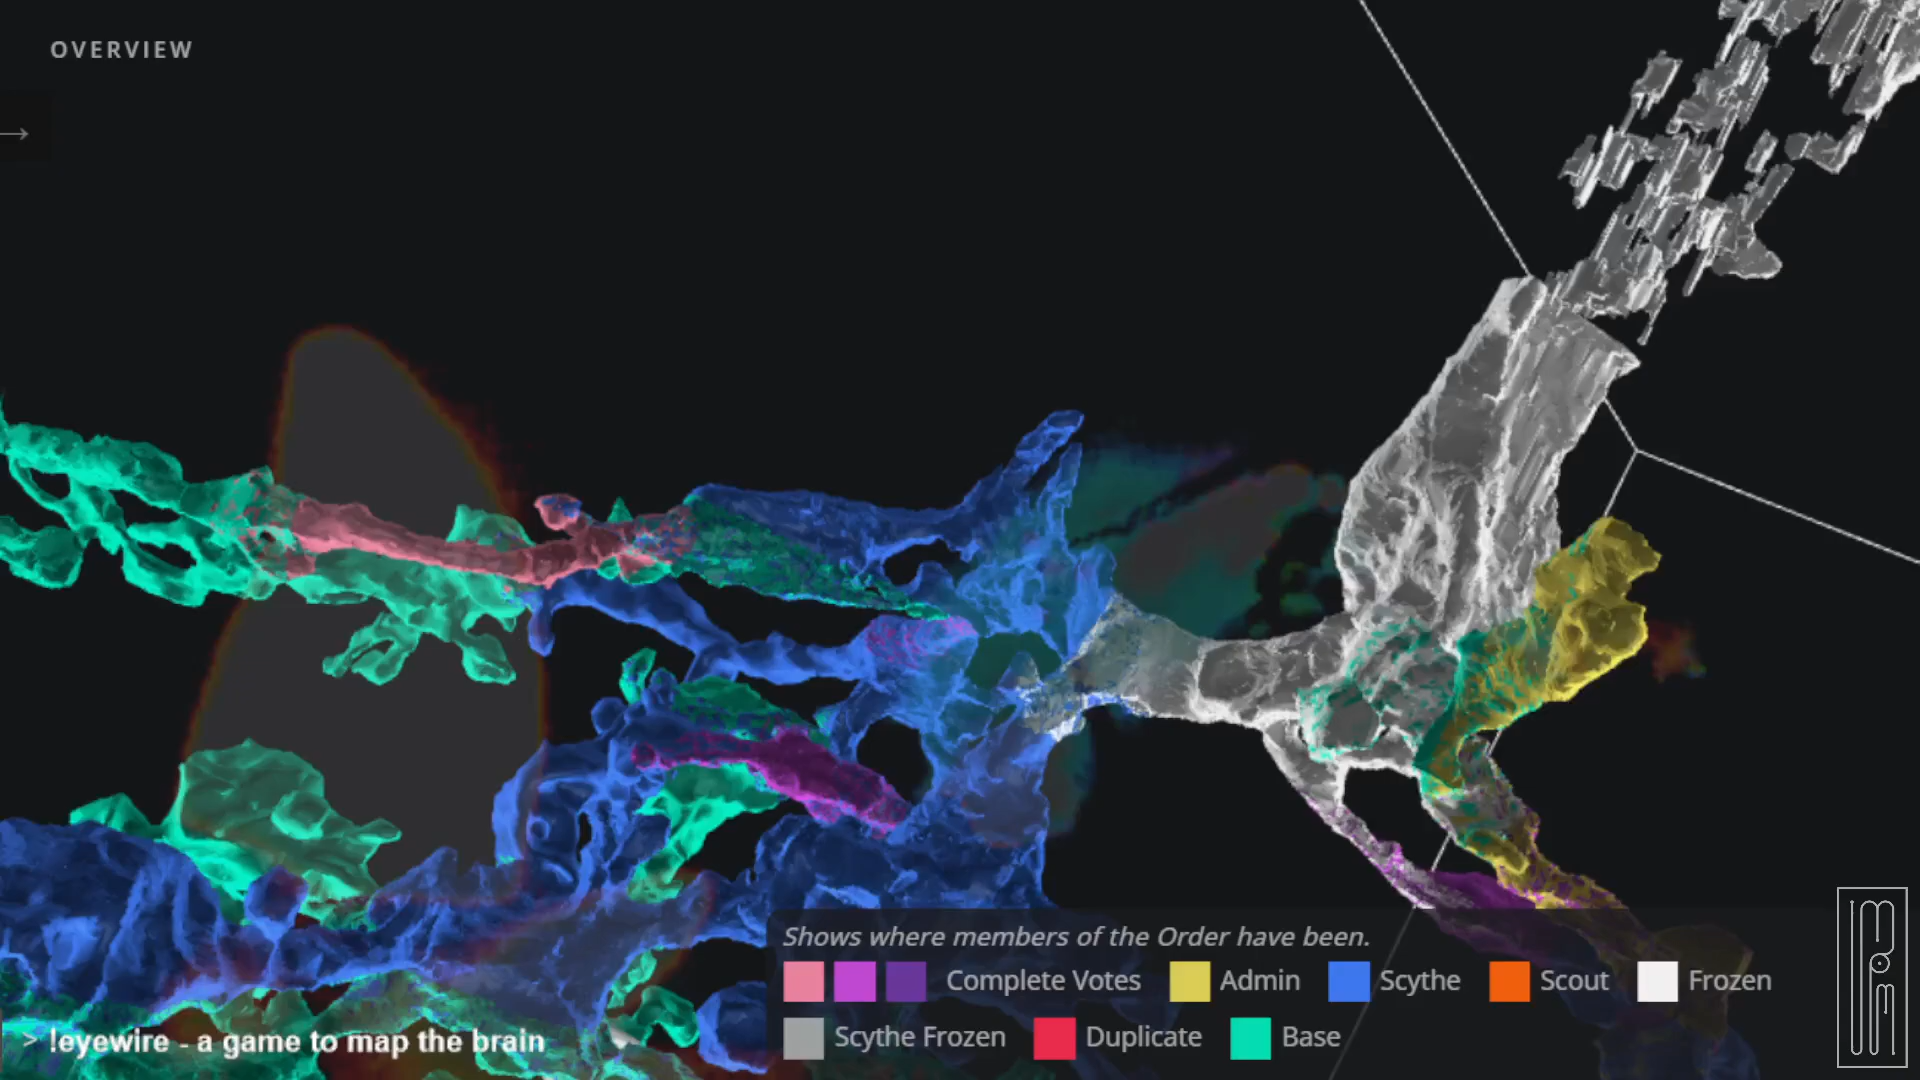 OVERVIEW
→
Shows where members of the Order have been.
Complete Votes Admin Scythe Scout Frozen
Scythe Frozen Duplicate Base
> !eyewire - a game to map the brain